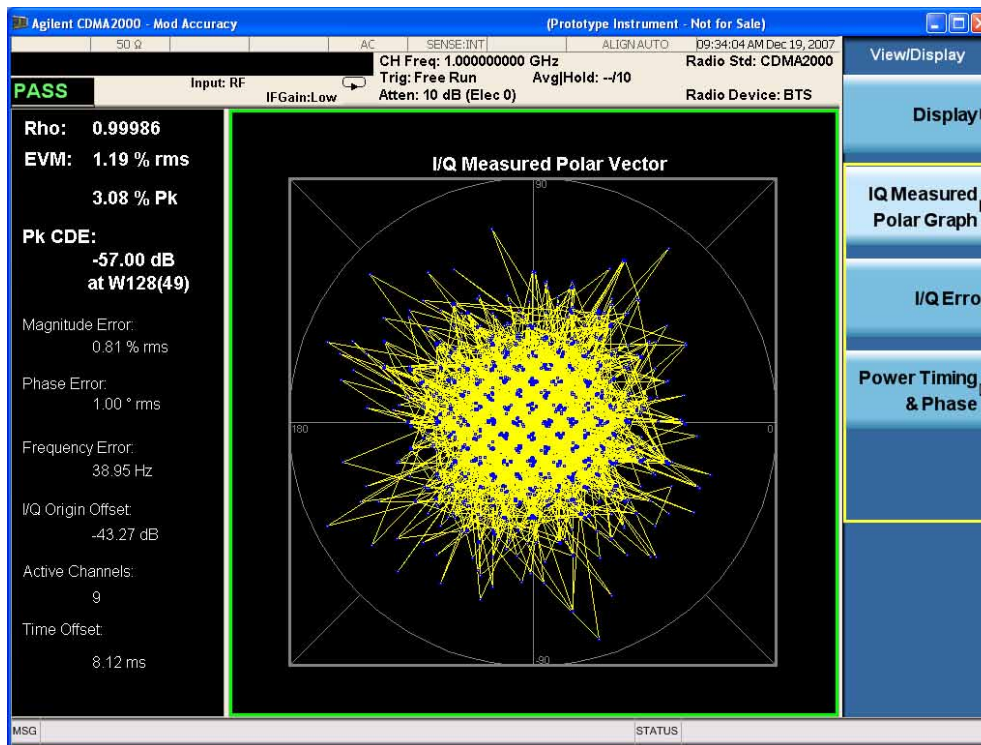 Agilent CDMA2000 - Mod Accuracy (Prototype Instrument - Not for Sale)
50 Ω AC SENSE:INT ALIGN AUTO 09:34:04 AM Dec 19, 2007
CH Freq: 1.000000000 GHz Radio Std: CDMA2000
Input: RF Trig: Free Run Avg|Hold: --/10
PASS IFGain:Low Atten: 10 dB (Elec 0) Radio Device: BTS
Rho: 0.99986
EVM: 1.19 % rms
3.08 % Pk
Pk CDE:
-57.00 dB
at W128(49)
Magnitude Error:
0.81 % rms
Phase Error:
1.00 ° rms
Frequency Error:
38.95 Hz
I/Q Origin Offset:
-43.27 dB
Active Channels:
9
Time Offset:
8.12 ms
I/Q Measured Polar Vector
90
180
0
-90
View/Display
Display
IQ Measured
Polar Graph
I/Q Erro
Power Timing
& Phase
MSG STATUS